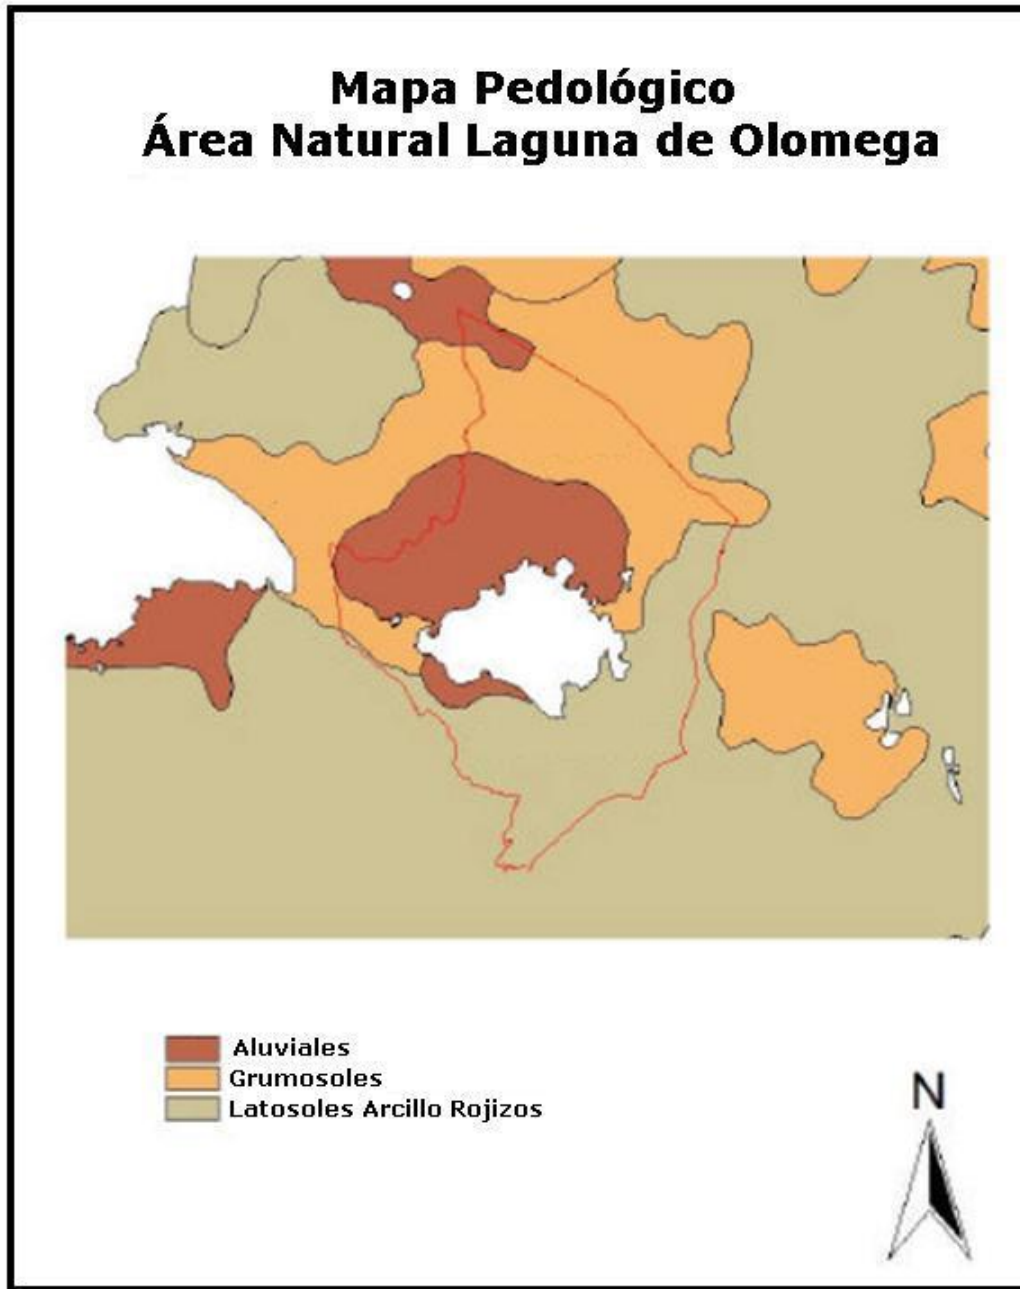 Mapa Pedológico
Área Natural Laguna de Olomega
Aluviales
Grumosoles
Latosoles Arcillo Rojizos
N